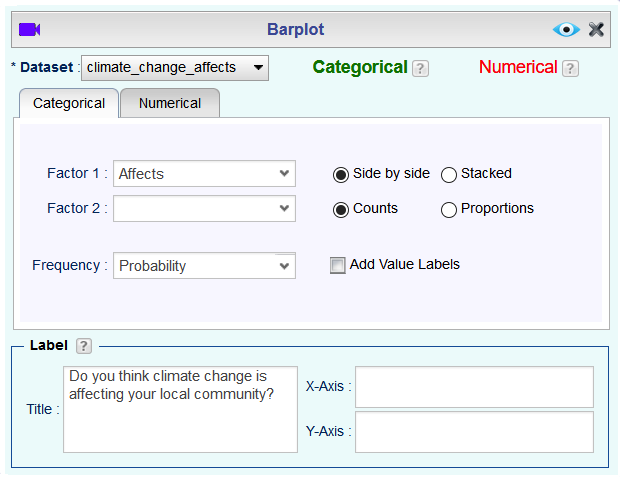 Barplot
* Dataset : climate_change_affects Categorical ? Numerical ?
Categorical Numerical
Factor 1 : Affects Side by side Stacked
Factor 2 : Counts Proportions
Frequency : Probability Add Value Labels
Label ?
Title : Do you think climate change is
affecting your local community?
X-Axis :
Y-Axis :